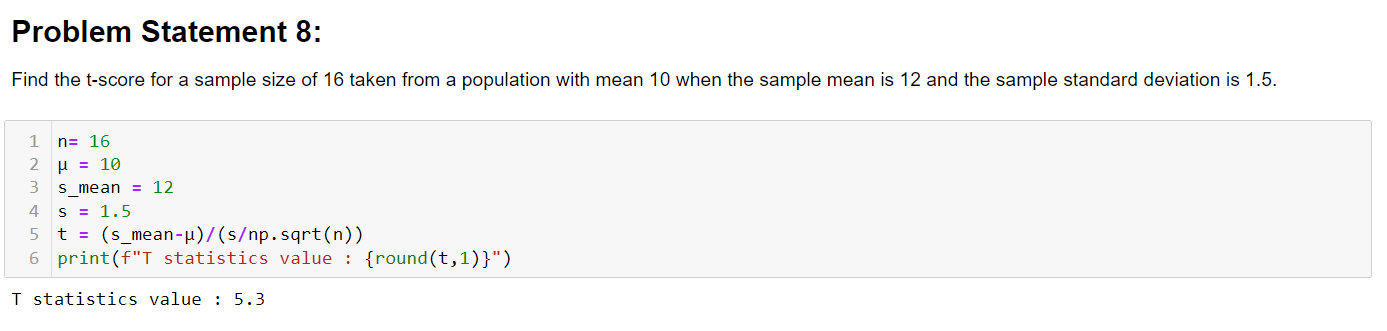 Problem Statement 8:
Find the t-score for a sample size of 16 taken from a population with mean 10 when the sample mean is 12 and the sample standard deviation is 1.5.
1 n= 16
2 μ = 10
3 s_mean = 12
4 s = 1.5
5 t = (s_mean-μ)/(s/np.sqrt(n))
6 print(f"T statistics value : {round(t,1)}")
T statistics value : 5.3